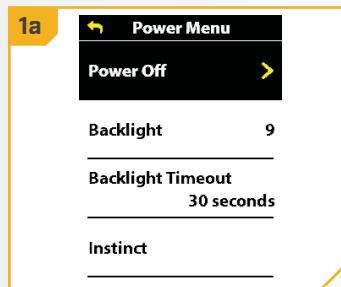 1a
Power Menu
Power Off
Backlight 9
Backlight Timeout
30 seconds
Instinct